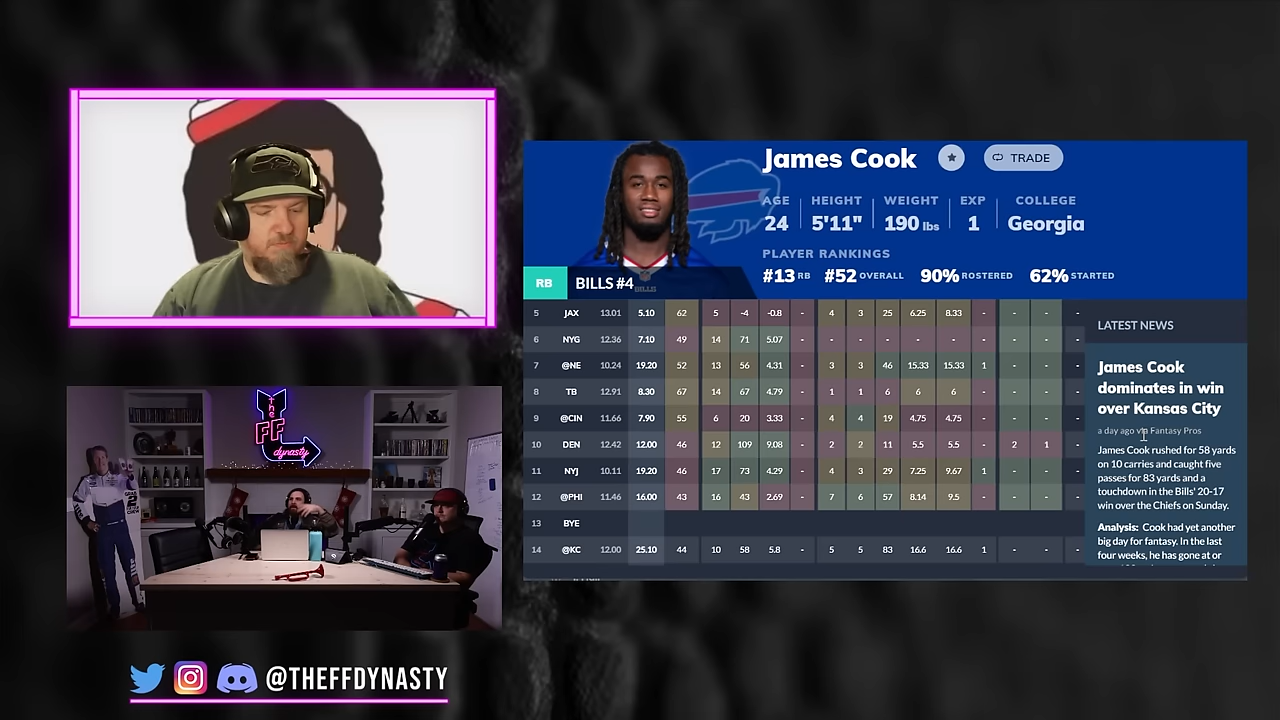 the
FF
dynasty
@THEFFDYNASTY
James Cook
TRADE
AGE HEIGHT WEIGHT EXP COLLEGE
24 5'11" 190 lbs 1 Georgia
PLAYER RANKINGS
#13 RB #52 OVERALL 90% ROSTERED 62% STARTED
RB BILLS #4
5 JAX 13.01 5.10 62 5 -4 -0.8 - 4 3 25 6.25 8.33 - - - -
6 NYG 12.36 7.10 49 14 71 5.07 - - - - - - - - - -
7 @NE 10.24 19.20 52 13 56 4.31 - 3 3 46 15.33 15.33 1 - - -
8 TB 12.91 8.30 67 14 67 4.79 - 1 1 6 6 6 - - - -
9 @CIN 11.66 7.90 55 6 20 3.33 - 4 4 19 4.75 4.75 - - - -
10 DEN 12.42 12.00 46 12 109 9.08 - 2 2 11 5.5 5.5 - 2 1 -
11 NYJ 10.11 19.20 46 17 73 4.29 - 4 3 29 7.25 9.67 1 - - -
12 @PHI 11.46 16.00 43 16 43 2.69 - 7 6 57 8.14 9.5 - - - -
13 BYE
14 @KC 12.00 25.10 44 10 58 5.8 - 5 5 83 16.6 16.6 1 - - -
LATEST NEWS
James Cook
dominates in win
over Kansas City
a day ago via Fantasy Pros
James Cook rushed for 58 yards
on 10 carries and caught five
passes for 83 yards and a
touchdown in the Bills' 20-17
win over the Chiefs on Sunday.
Analysis: Cook had yet another
big day for fantasy. In the last
four weeks, he has gone at or